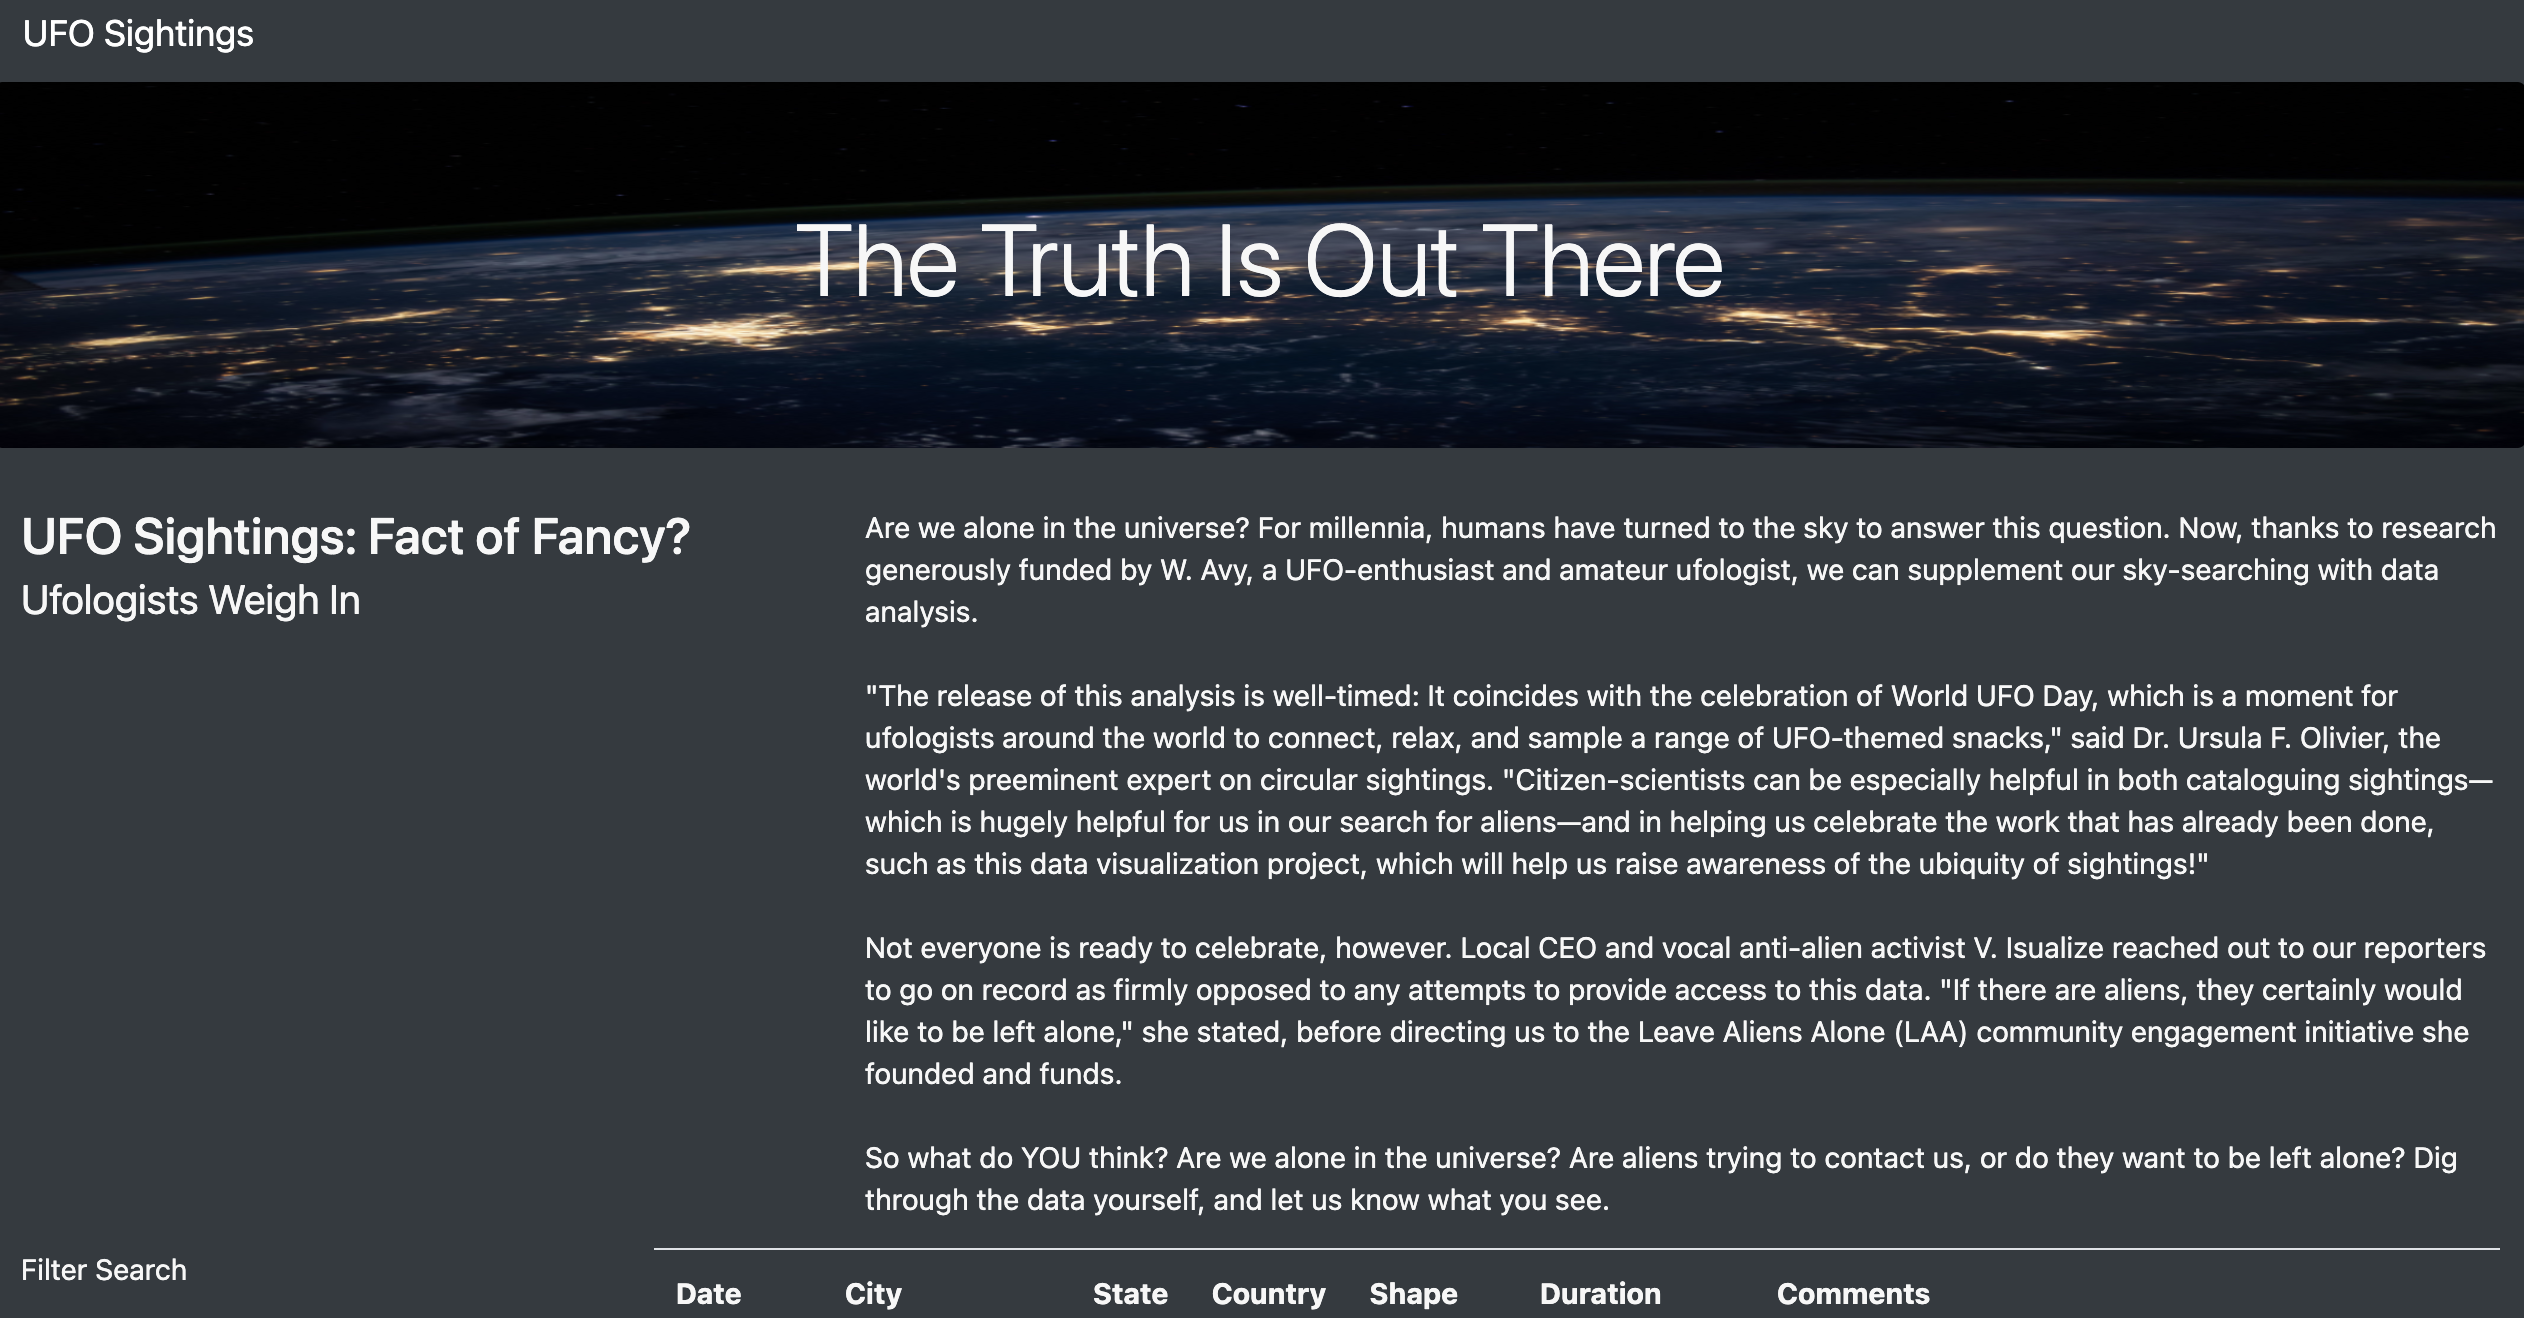 UFO Sightings
The Truth Is Out There
UFO Sightings: Fact of Fancy?
Ufologists Weigh In
Are we alone in the universe? For millennia, humans have turned to the sky to answer this question. Now, thanks to research
generously funded by W. Avy, a UFO-enthusiast and amateur ufologist, we can supplement our sky-searching with data
analysis.
"The release of this analysis is well-timed: It coincides with the celebration of World UFO Day, which is a moment for
ufologists around the world to connect, relax, and sample a range of UFO-themed snacks," said Dr. Ursula F. Olivier, the
world's preeminent expert on circular sightings. "Citizen-scientists can be especially helpful in both cataloguing sightings—
which is hugely helpful for us in our search for aliens—and in helping us celebrate the work that has already been done,
such as this data visualization project, which will help us raise awareness of the ubiquity of sightings!"
Not everyone is ready to celebrate, however. Local CEO and vocal anti-alien activist V. Isualize reached out to our reporters
to go on record as firmly opposed to any attempts to provide access to this data. "If there are aliens, they certainly would
like to be left alone," she stated, before directing us to the Leave Aliens Alone (LAA) community engagement initiative she
founded and funds.
So what do YOU think? Are we alone in the universe? Are aliens trying to contact us, or do they want to be left alone? Dig
through the data yourself, and let us know what you see.
Filter Search
Date City State Country Shape Duration Comments